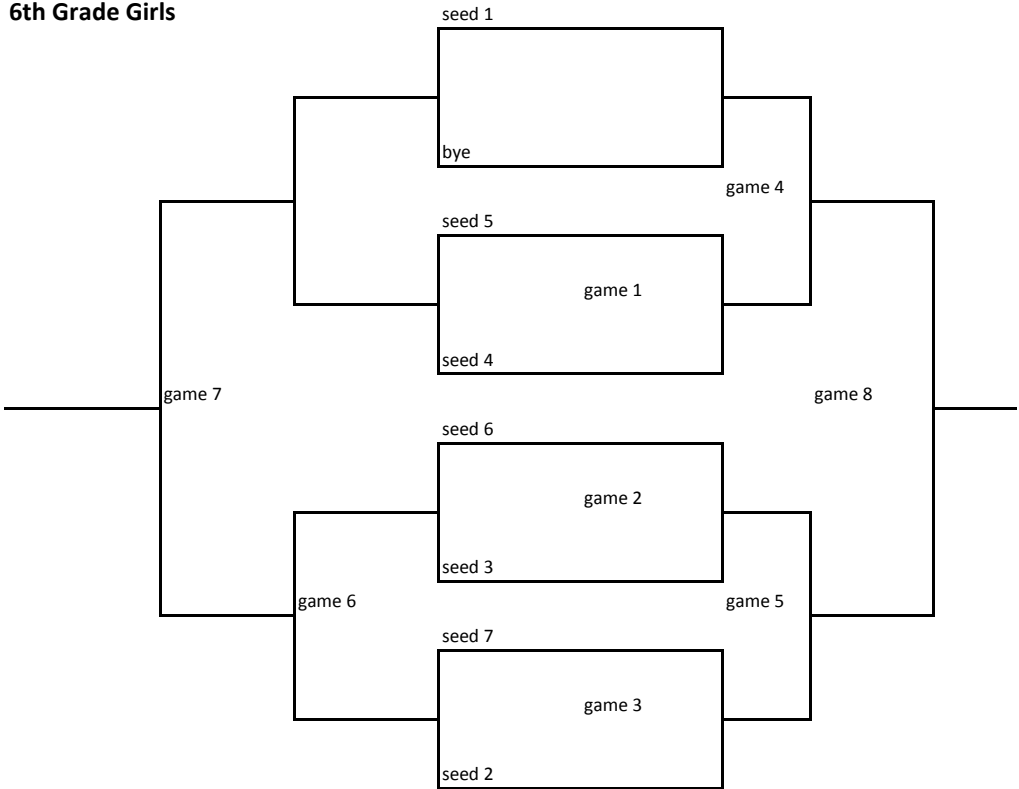 6th Grade Girls
seed 1
bye
game 4
seed 5
game 1
seed 4
game 7
game 8
seed 6
game 2
seed 3
game 6
game 5
seed 7
game 3
seed 2